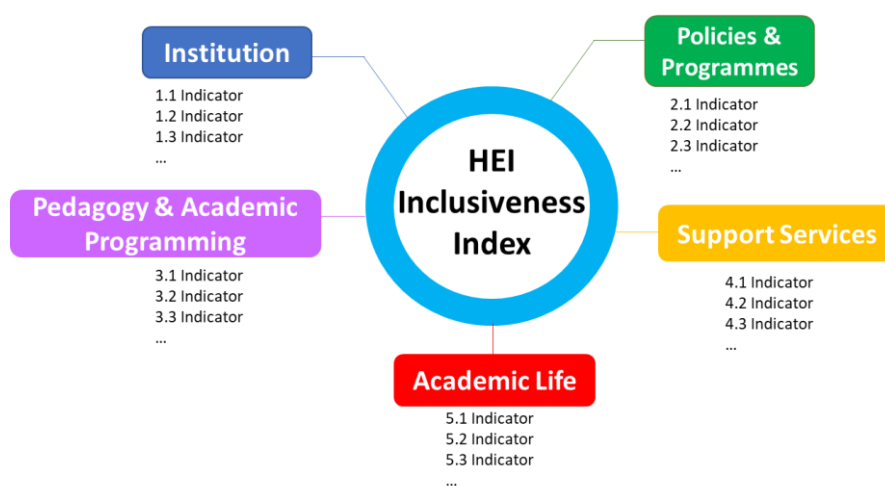 Institution
1.1 Indicator
1.2 Indicator
1.3 Indicator
...
Policies &
Programmes
2.1 Indicator
2.2 Indicator
2.3 Indicator
...
HEI
Inclusiveness
Index
Pedagogy & Academic
Programming
3.1 Indicator
3.2 Indicator
3.3 Indicator
...
Support Services
4.1 Indicator
4.2 Indicator
4.3 Indicator
...
Academic Life
5.1 Indicator
5.2 Indicator
5.3 Indicator
...